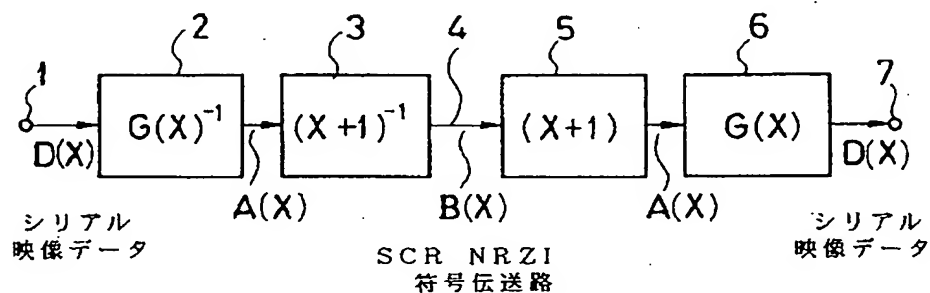 2
3
4
5
6
1
7
G(X)⁻¹
(X+1)⁻¹
(X+1)
G(X)
D(X)
A(X)
B(X)
A(X)
D(X)
シリアル
映像データ
SCR NRZI
符号伝送路
シリアル
映像データ